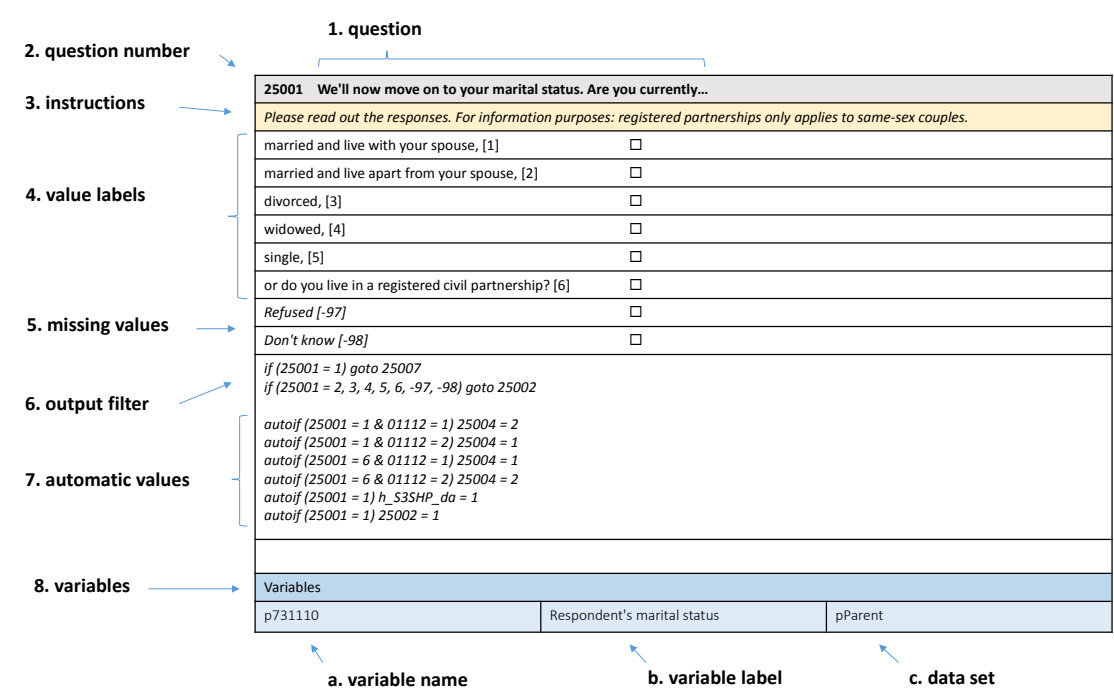 1. question
2. question number
25001 We'll now move on to your marital status. Are you currently…
3. instructions
Please read out the responses. For information purposes: registered partnerships only applies to same-sex couples.
married and live with your spouse, [1]
married and live apart from your spouse, [2]
4. value labels
divorced, [3]
widowed, [4]
single, [5]
or do you live in a registered civil partnership? [6]
5. missing values
Refused [-97]
Don't know [-98]
if (25001 = 1) goto 25007
if (25001 = 2, 3, 4, 5, 6, -97, -98) goto 25002
6. output filter
autoif (25001 = 1 & 01112 = 1) 25004 = 2
autoif (25001 = 1 & 01112 = 2) 25004 = 1
autoif (25001 = 6 & 01112 = 1) 25004 = 1
7. automatic values
autoif (25001 = 6 & 01112 = 2) 25004 = 2
autoif (25001 = 1) h_S3SHP_da = 1
autoif (25001 = 1) 25002 = 1
8. variables
Variables
p731110 Respondent's marital status pParent
a. variable name b. variable label c. data set